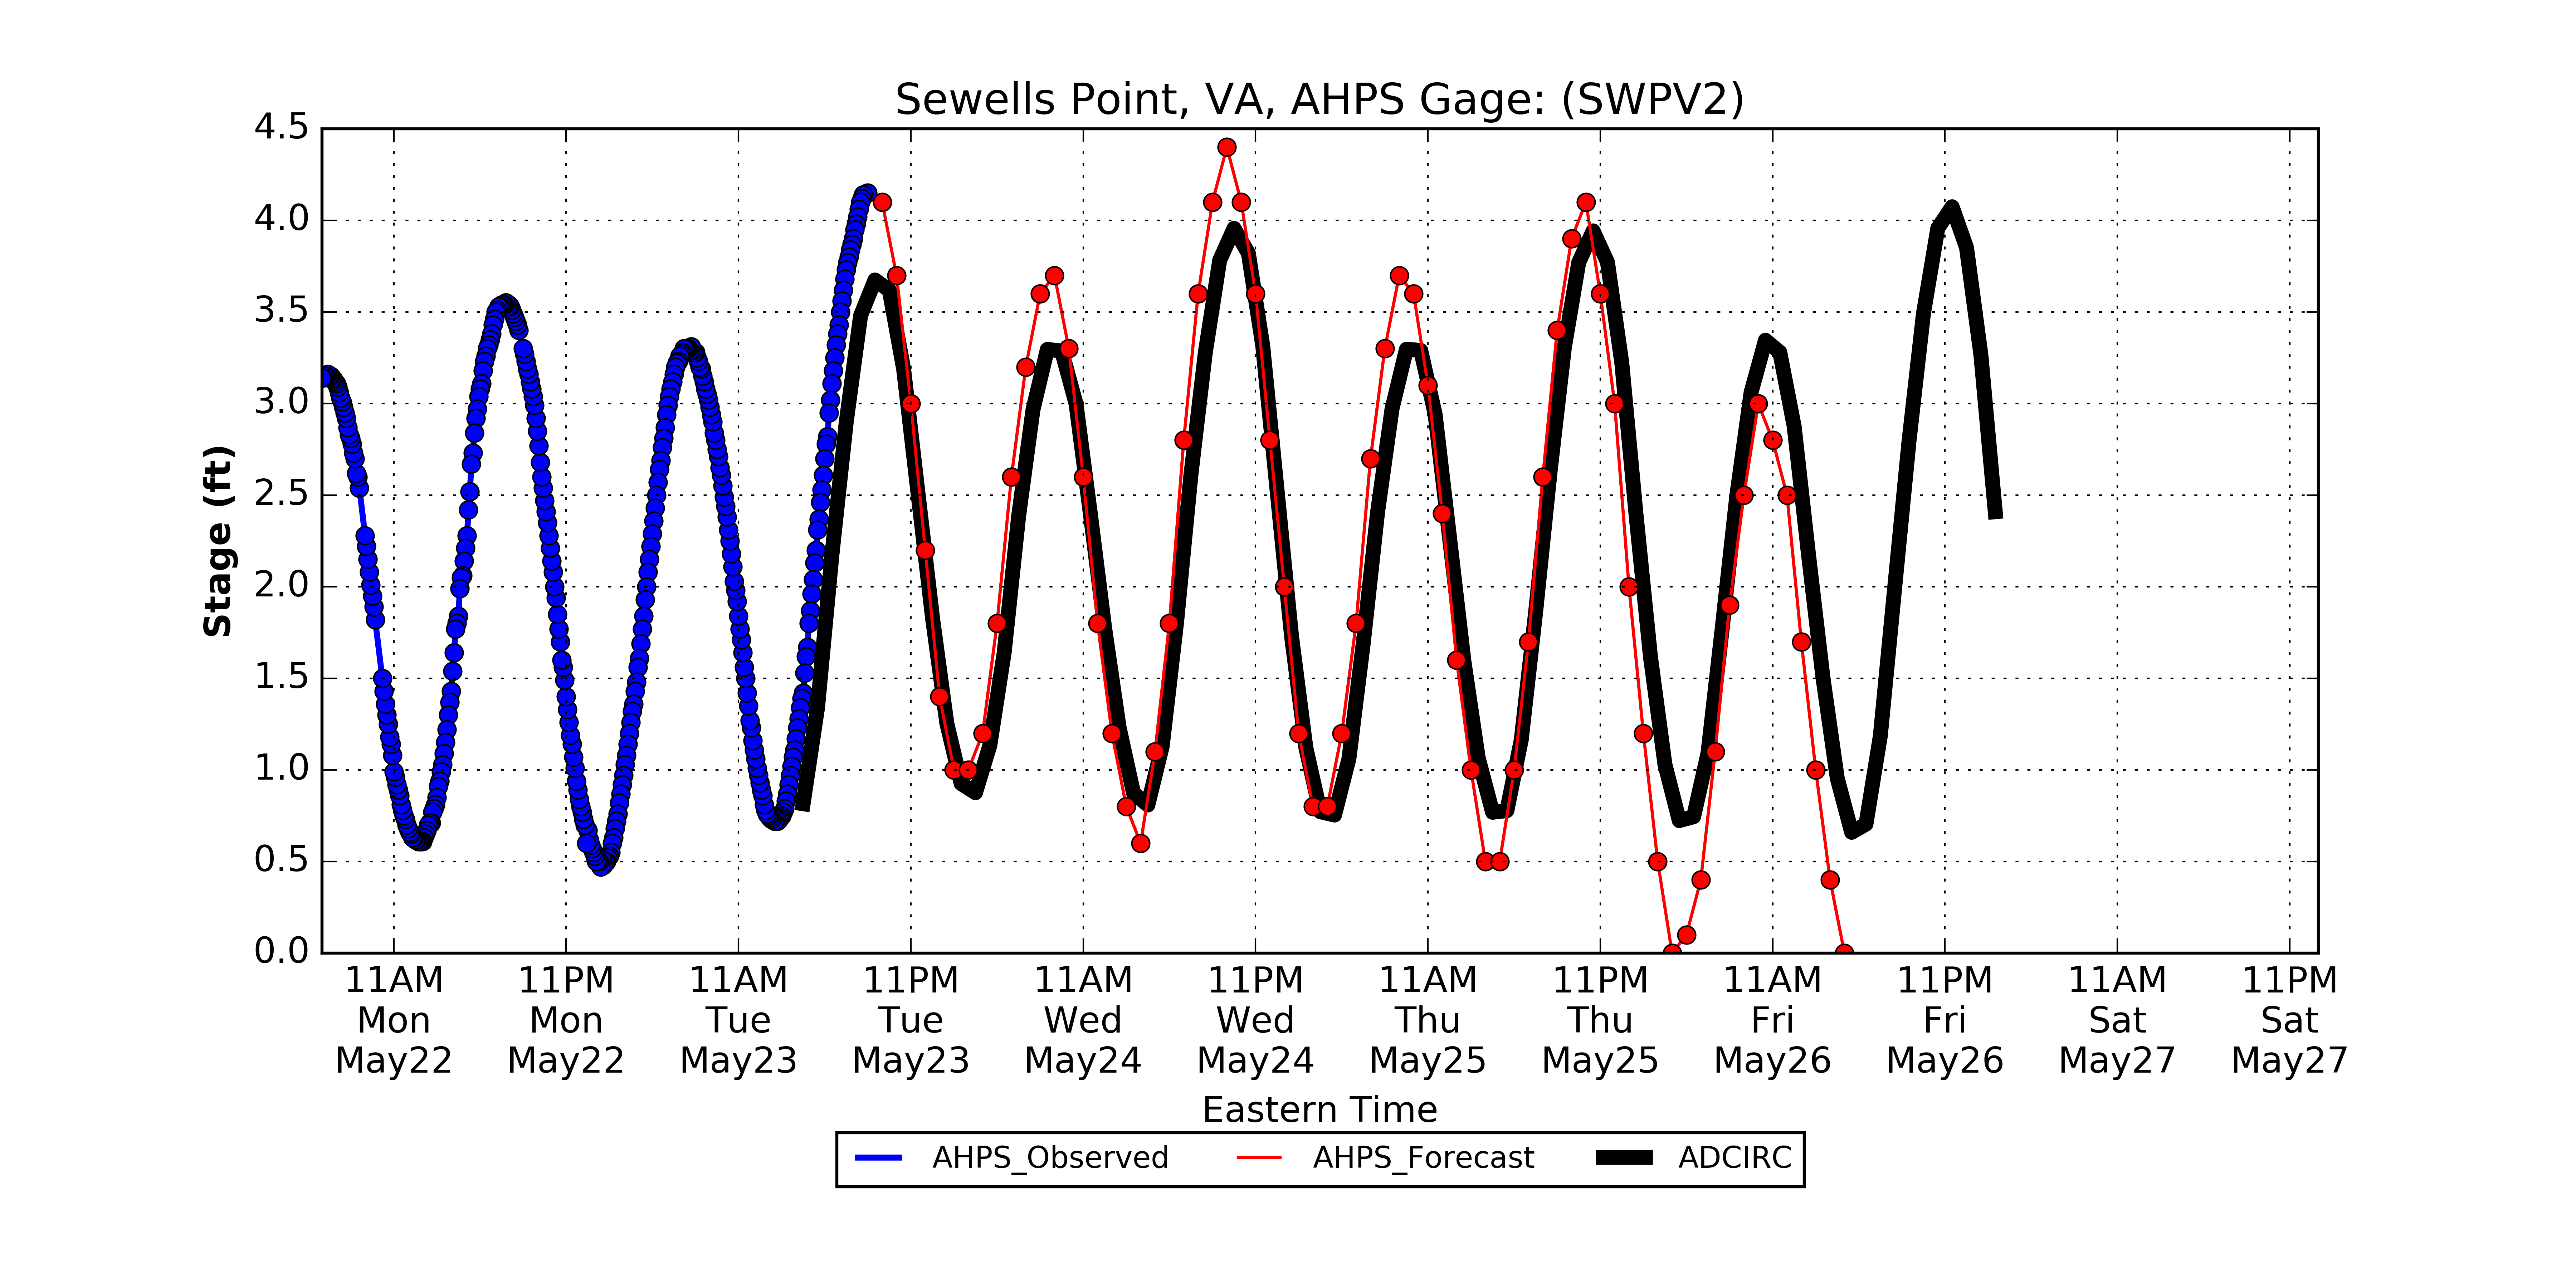 Sewells Point, VA, AHPS Gage: (SWPV2)
4.5
4.0
3.5
3.0
2.5
2.0
1.5
1.0
0.5
0.0
Stage (ft)
11AM 11PM 11AM 11PM 11AM 11PM 11AM 11PM 11AM 11PM 11AM 11PM
Mon Mon Tue Tue Wed Wed Thu Thu Fri Fri Sat Sat
May22 May22 May23 May23 May24 May24 May25 May25 May26 May26 May27 May27
Eastern Time
AHPS_Observed AHPS_Forecast ADCIRC